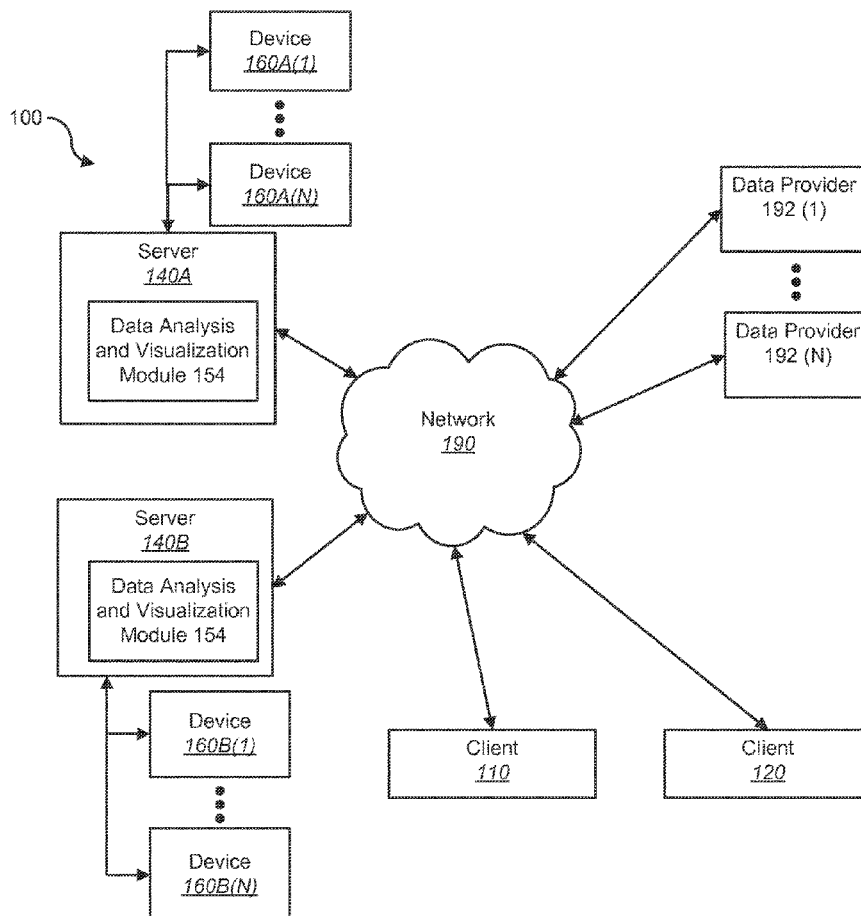 Device
160A(1)
100
Device
160A(N)
Data Provider
192 (1)
Server
140A
Data Analysis
and Visualization
Module 154
Data Provider
192 (N)
Network
190
Server
140B
Data Analysis
and Visualization
Module 154
Device
160B(1)
Client
110
Client
120
Device
160B(N)